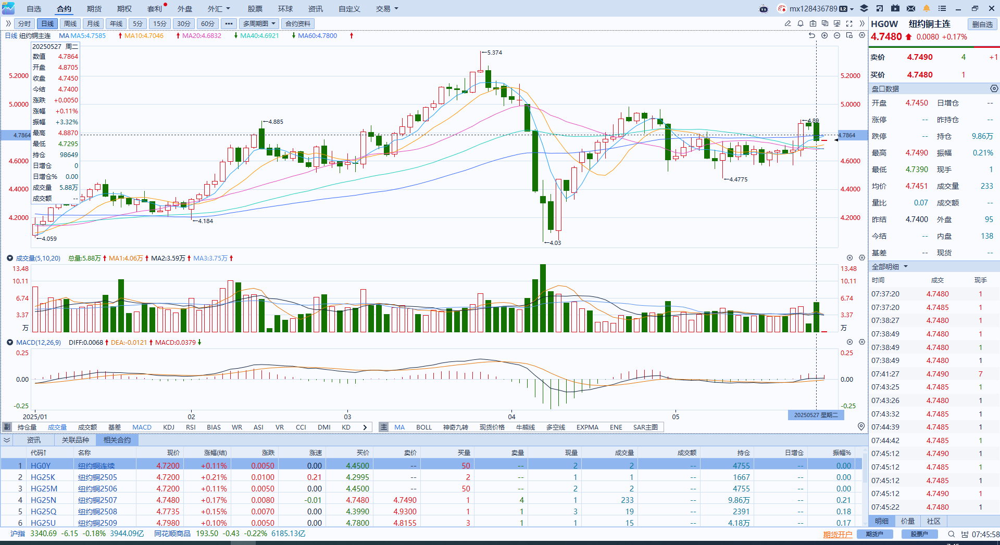 自选 合约 期货 期权 套利 外盘 外汇 股票 环球 资讯 自定义 交易 mx128436789 L2
分时 日线 周线 月线 年线 5分 15分 30分 60分 ••• 多周期图 合约资料
日线 纽约铜主连 MA MA5:4.7585 MA10:4.7046 MA20:4.6832 MA40:4.6921 MA60:4.7800
20250527 周二
数值 4.7864
开盘 4.8705
收盘 4.7450
今结 4.7400
涨跌 +0.0050
涨幅 +0.11%
振幅 +3.32%
最高 4.8870
最低 4.7295
持仓 98649
日增仓 0
日增仓% 0.00
成交量 5.88万
成交额 --
5.2000
5.0000
4.7864
4.6000
4.4000
4.2000
5.374
4.885
4.89
4.4775
4.184
4.059
4.03
5.2000
5.0000
4.7864
4.6000
4.4000
4.2000
成交量(5,10,20) 总量:5.88万 MA1:4.06万 MA2:3.59万 MA3:3.75万
13.48 13.48
10.11 10.11
6.74 6.74
3.37 3.37
万 万
MACD(12,26,9) DIFF:0.0068 DEA:-0.0121 MACD:0.0379
0.25 0.25
0.00 0.00
-0.25 -0.25
2025/01 02 03 04 05 20250527 星期二
副 持仓量 成交量 成交额 基差 MACD KDJ RSI BIAS WR ASI VR CCI DMI KD 主 MA BOLL 神奇九转 现货价格 牛熊线 多空线 EXPMA ENE SAR主图
资讯 关联品种 相关合约
代码↑ 名称 现价 涨幅(结) 涨跌 涨速 买价 卖价 买量 卖量 现量 成交量 成交额 持仓 日增仓 振幅%
1 HG0Y 纽约铜连续 4.7200 +0.11% 0.0050 0.00 4.4500 -- 50 -- 2 2 -- 4755 -- 0.00
2 HG25K 纽约铜2505 4.7200 +0.21% 0.0100 0.21 4.2995 -- 2 -- 1 1 -- 1667 -- 0.00
3 HG25M 纽约铜2506 4.7200 +0.11% 0.0050 0.00 4.4500 -- 50 -- 2 2 -- 4755 -- 0.00
4 HG25N 纽约铜2507 4.7480 +0.17% 0.0080 -0.01 4.7480 4.7490 1 4 1 233 -- 9.86万 -- 0.21
5 HG25Q 纽约铜2508 4.7735 +0.15% 0.0070 0.00 4.3990 4.9300 1 1 3 19 -- 2391 -- 0.18
6 HG25U 纽约铜2509 4.7980 +0.10% 0.0050 0.00 4.7800 4.8155 3 1 1 15 -- 4.18万 -- 0.17
沪指 3340.69 -6.15 -0.18% 3944.09亿 同花顺商品 193.50 -0.43 -0.22% 6185.13亿 期货开户 期货户 股票户 07:45:58
HG0W 纽约铜主连 删自选
4.7480 0.0080 +0.17%
卖价 4.7490 4 +1
买价 4.7480 1
盘口数据
开盘 4.7450 日增仓 --
涨停 -- 昨持仓 --
跌停 -- 持仓 9.86万
最高 4.7490 振幅 0.21%
最低 4.7390 现手 1
均价 4.7451 成交量 233
量比 0.07 成交额 --
昨结 4.7400 外盘 95
今结 -- 内盘 138
基差 -- 现货 --
全部明细
时间 成交 现手
07:37:20 4.7480 1
07:37:20 4.7485 1
07:38:27 4.7480 1
07:38:49 4.7480 1
07:38:49 4.7480 1
07:38:49 4.7480 1
07:41:27 4.7490 7
07:43:25 4.7485 1
07:43:26 4.7480 1
07:43:32 4.7485 1
07:44:39 4.7485 1
07:44:42 4.7485 1
07:45:12 4.7490 1
07:45:12 4.7485 1
07:45:12 4.7485 1
07:45:12 4.7490 1
07:45:22 4.7480 1
明细 价量 社区